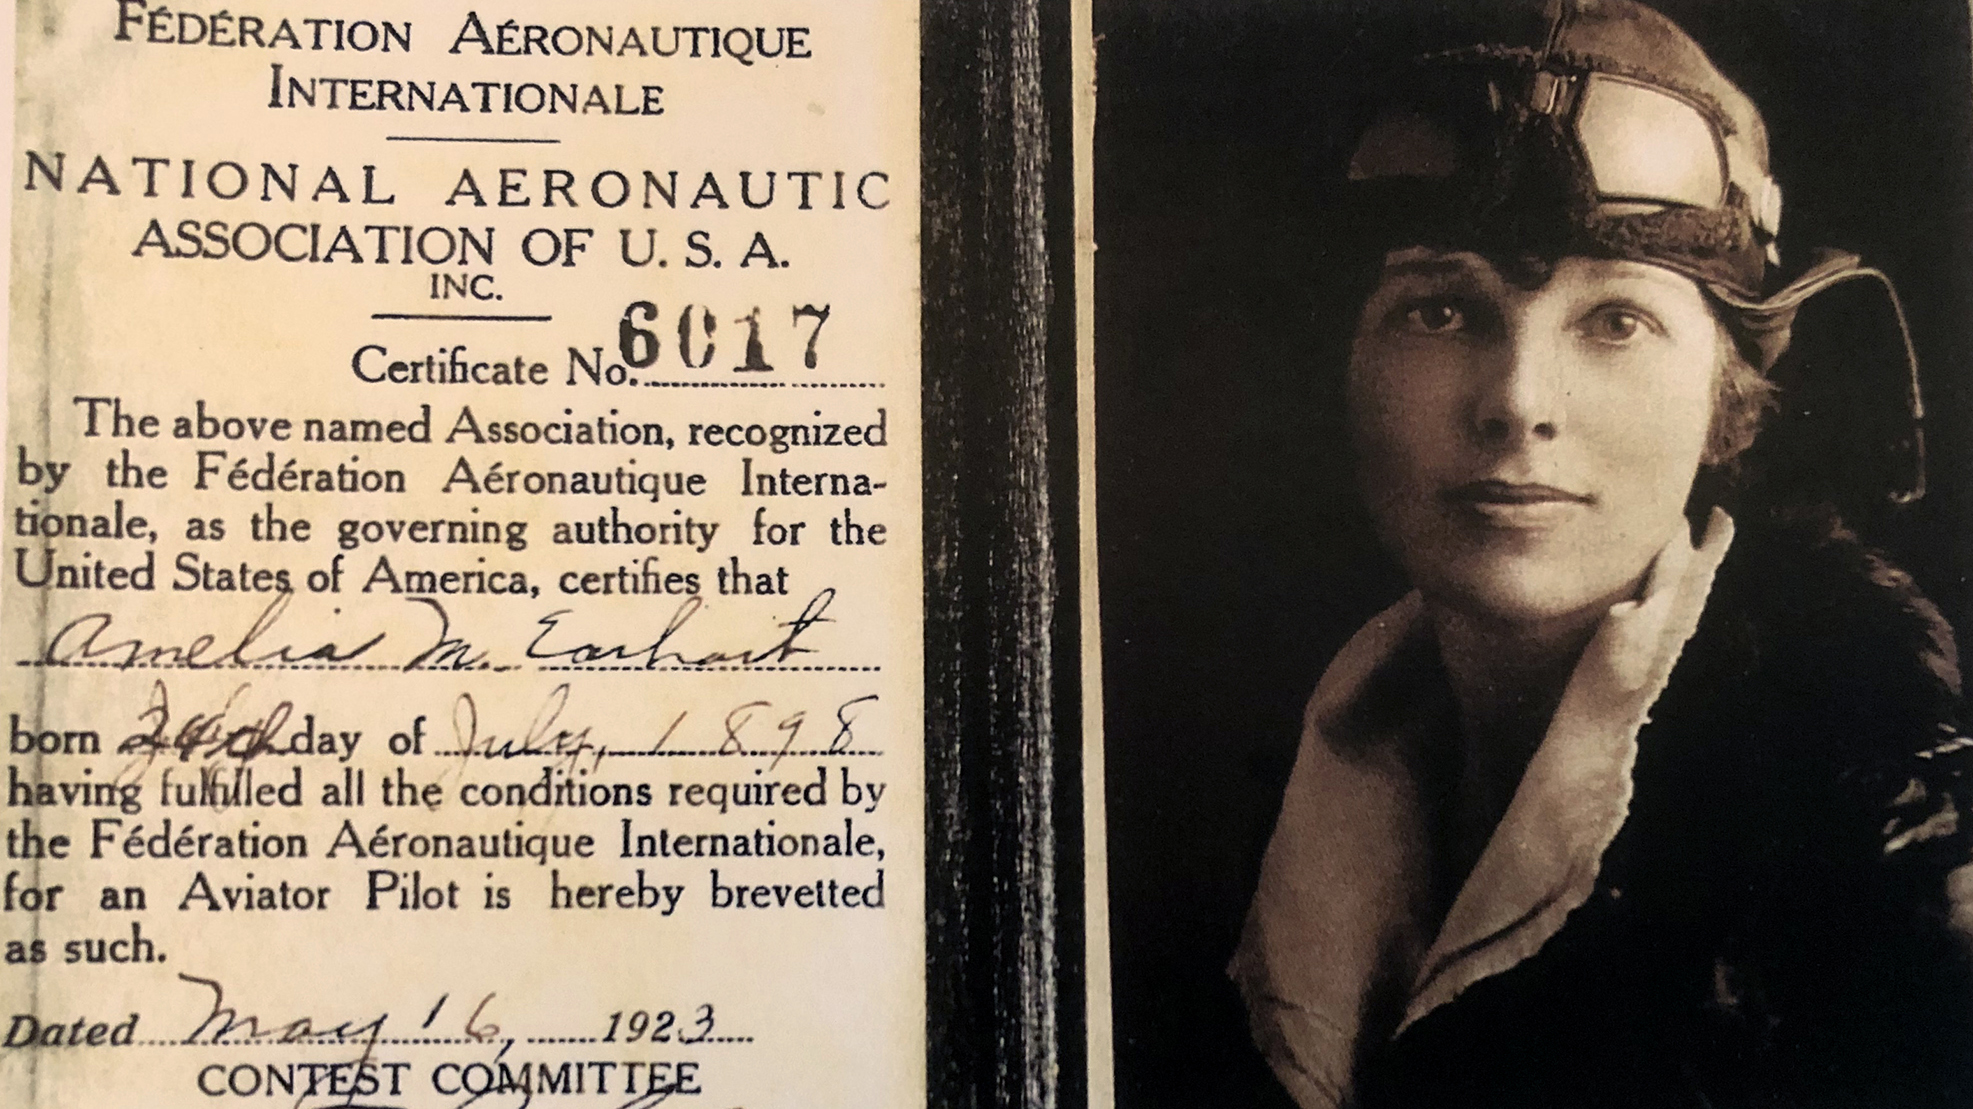 FÉDÉRATION AÉRONAUTIQUE
INTERNATIONALE
NATIONAL AERONAUTIC
ASSOCIATION OF U. S. A.
INC.
Certificate No. 6017
The above named Association, recognized
by the Fédération Aéronautique Interna-
tionale, as the governing authority for the
United States of America, certifies that
Amelia M. Earhart
born day of July, 1898
having fulfilled all the conditions required by
the Fédération Aéronautique Internationale,
for an Aviator Pilot is hereby brevetted
as such.
Dated May 16, 1923
CONTEST COMMITTEE